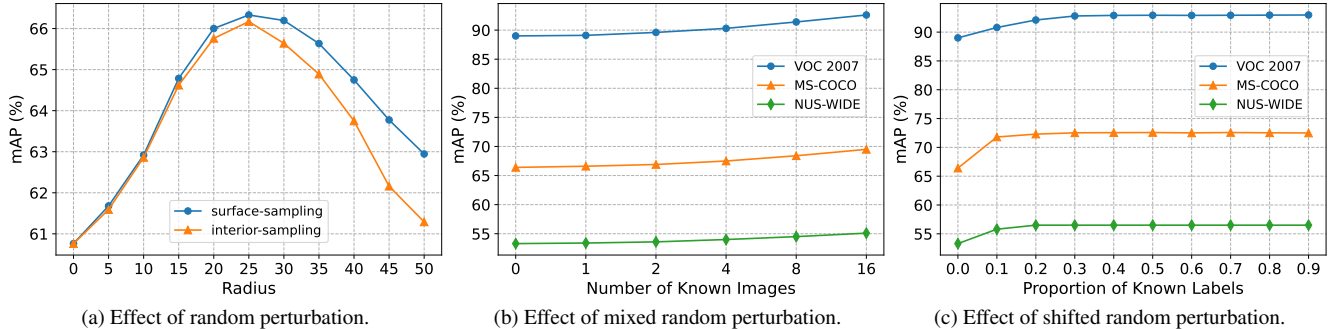 mAP (%)
66
65
64
63
62
61
0 5 10 15 20 25 30 35 40 45 50
Radius
surface-sampling
interior-sampling
(a) Effect of random perturbation.
mAP (%)
90
85
80
75
70
65
60
55
0 1 2 4 8 16
Number of Known Images
VOC 2007
MS-COCO
NUS-WIDE
(b) Effect of mixed random perturbation.
mAP (%)
90
85
80
75
70
65
60
55
0.0 0.1 0.2 0.3 0.4 0.5 0.6 0.7 0.8 0.9
Proportion of Known Labels
VOC 2007
MS-COCO
NUS-WIDE
(c) Effect of shifted random perturbation.